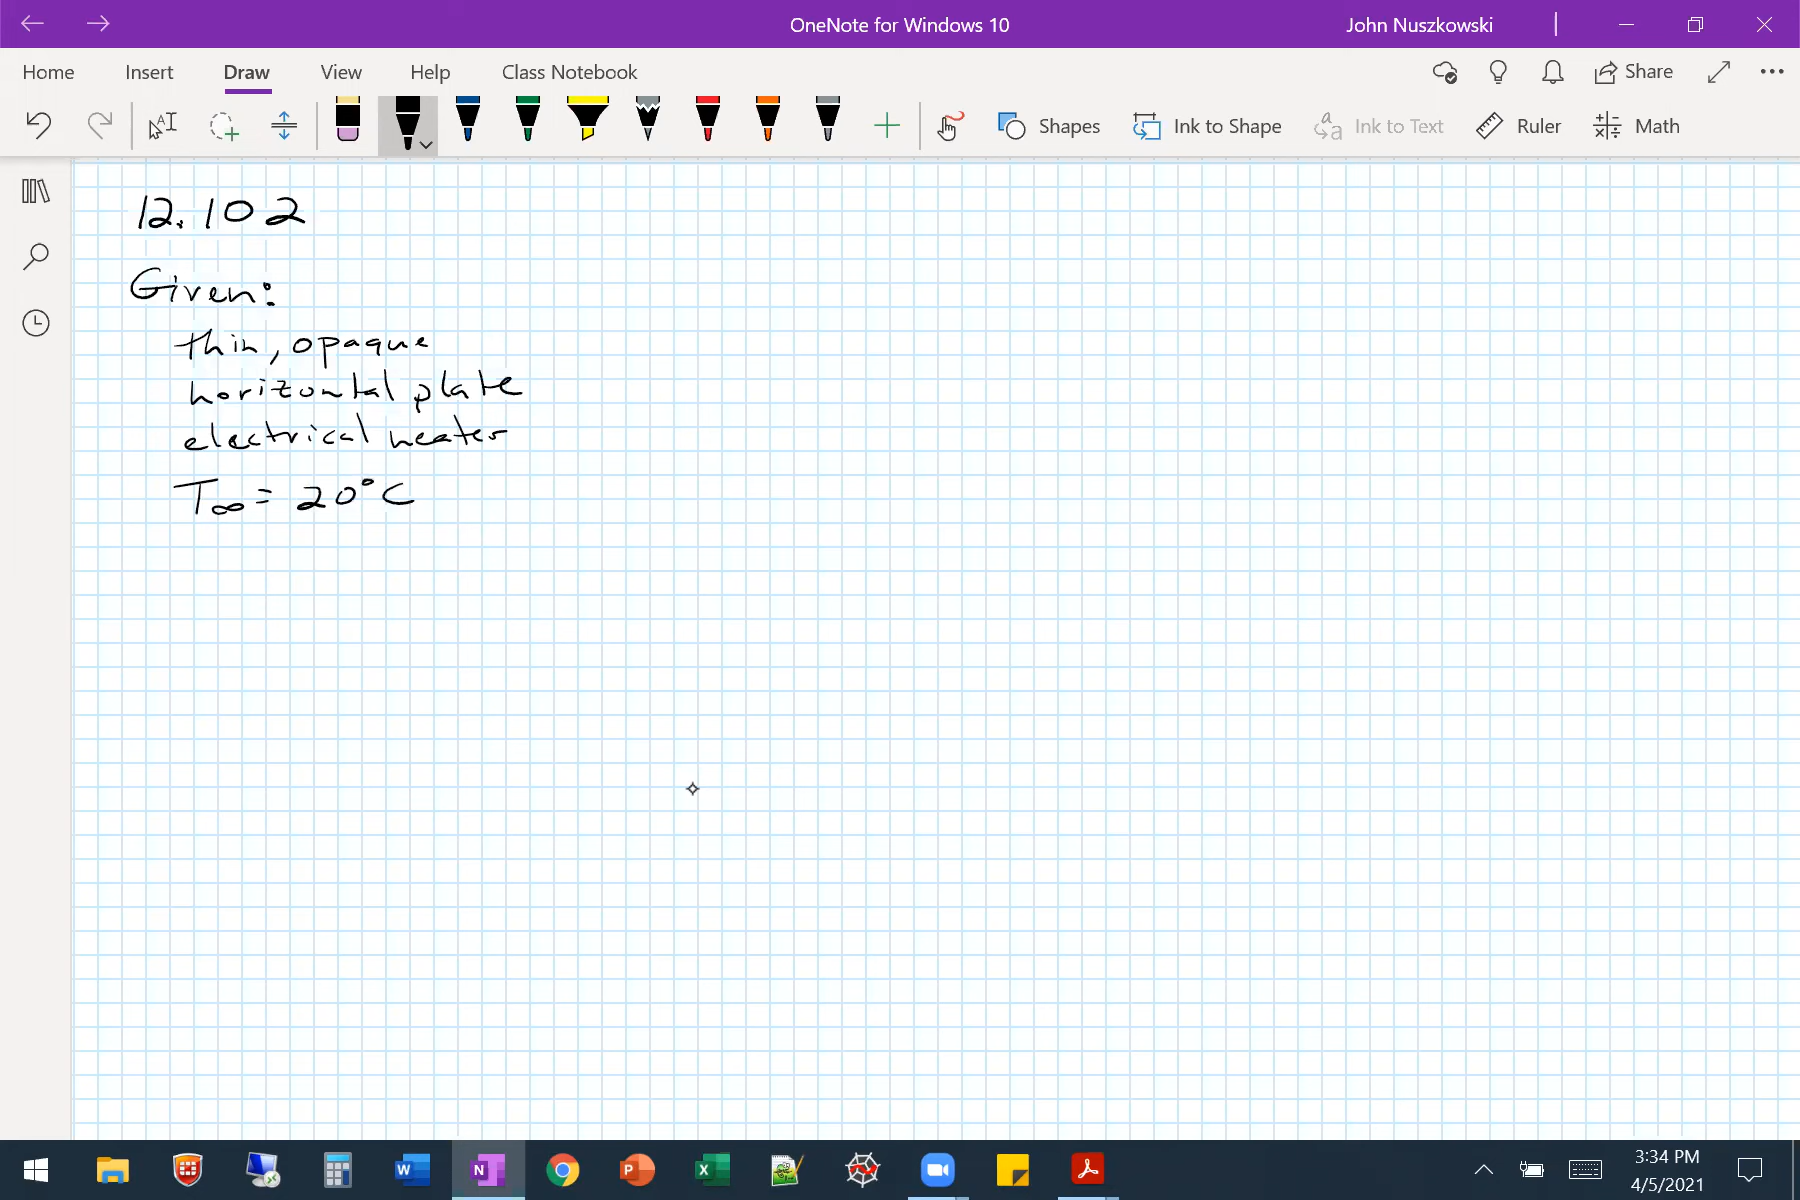 OneNote for Windows 10
John Nuszkowski
Home Insert Draw View Help Class Notebook
Share
Shapes Ink to Shape Ink to Text Ruler Math
12.102
Given:
thin, opaque
horizontal plate
electrical heater
T∞ = 20°C
3:34 PM
4/5/2021